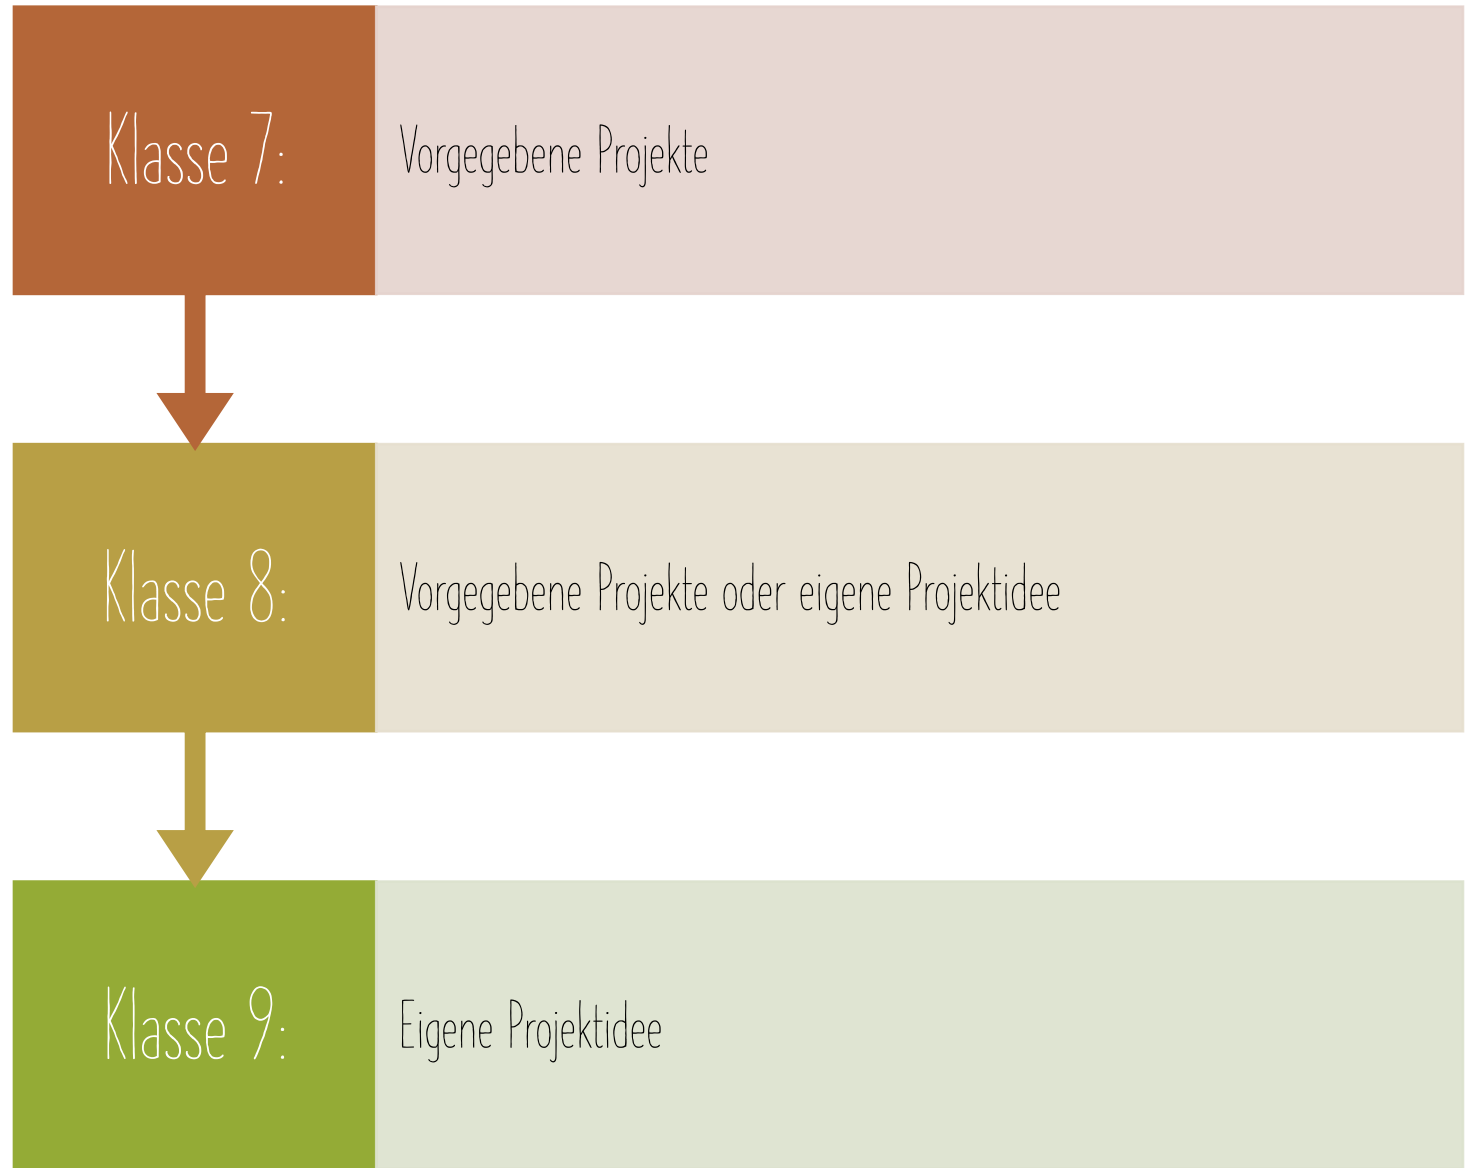 Klasse 7:
Vorgegebene Projekte
Klasse 8:
Vorgegebene Projekte oder eigene Projektidee
Klasse 9:
Eigene Projektidee